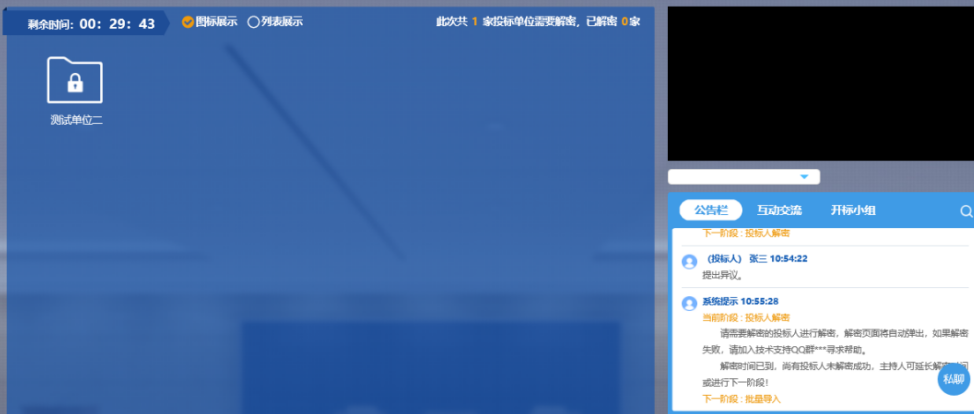 剩余时间：00：29：43
图标展示 列表展示
此次共 1 家投标单位需要解密，已解密 0家
测试单位二
公告栏 互动交流 开标小组
下一阶段：投标人解密
（投标人） 张三 10:54:22
提出异议。
系统提示 10:55:28
当前阶段：投标人解密
请需要解密的投标人进行解密，解密页面将自动弹出，如果解密
失败，请加入技术支持QQ群***寻求帮助。
解密时间已到，尚有投标人未解密成功，主持人可延长解密时间
或进行下一阶段！
私聊
下一阶段：批量导入